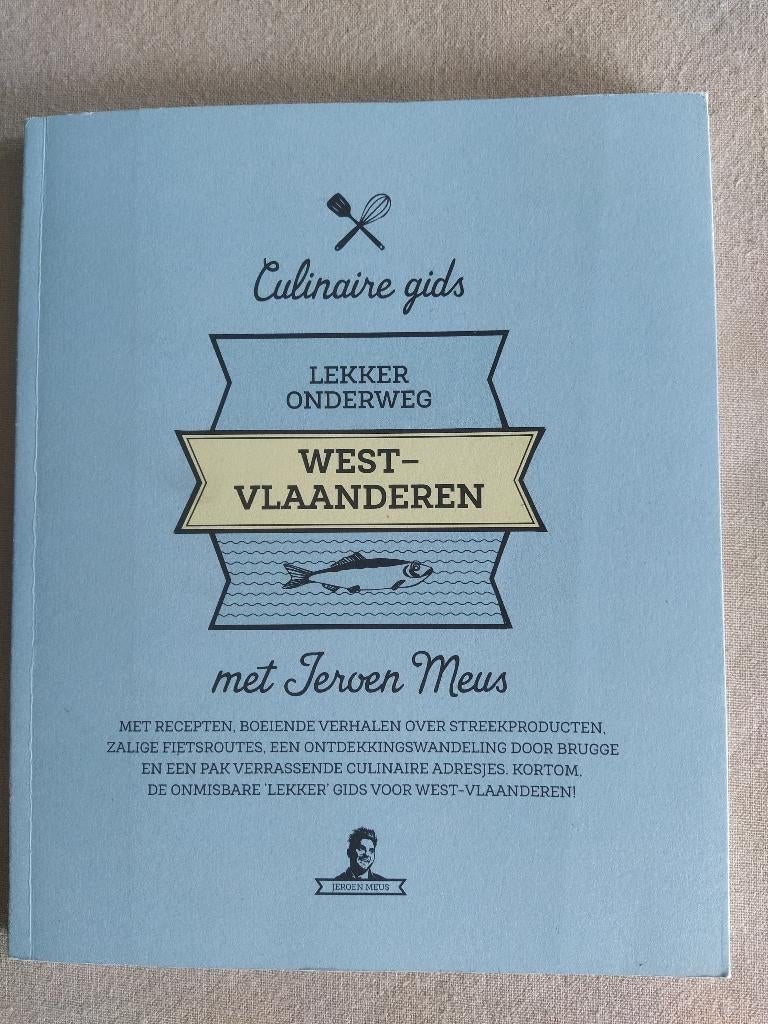 Culinaire gids
LEKKER
ONDERWEG
WEST-
VLAANDEREN
met Jeroen Meus
MET RECEPTEN, BOEIENDE VERHALEN OVER STREEKPRODUCTEN,
ZALIGE FIETSROUTES, EEN ONTDEKKINGSWANDELING DOOR BRUGGE
EN EEN PAK VERRASSENDE CULINAIRE ADRESJES. KORTOM,
DE ONMISBARE 'LEKKER' GIDS VOOR WEST-VLAANDEREN!
JEROEN MEUS